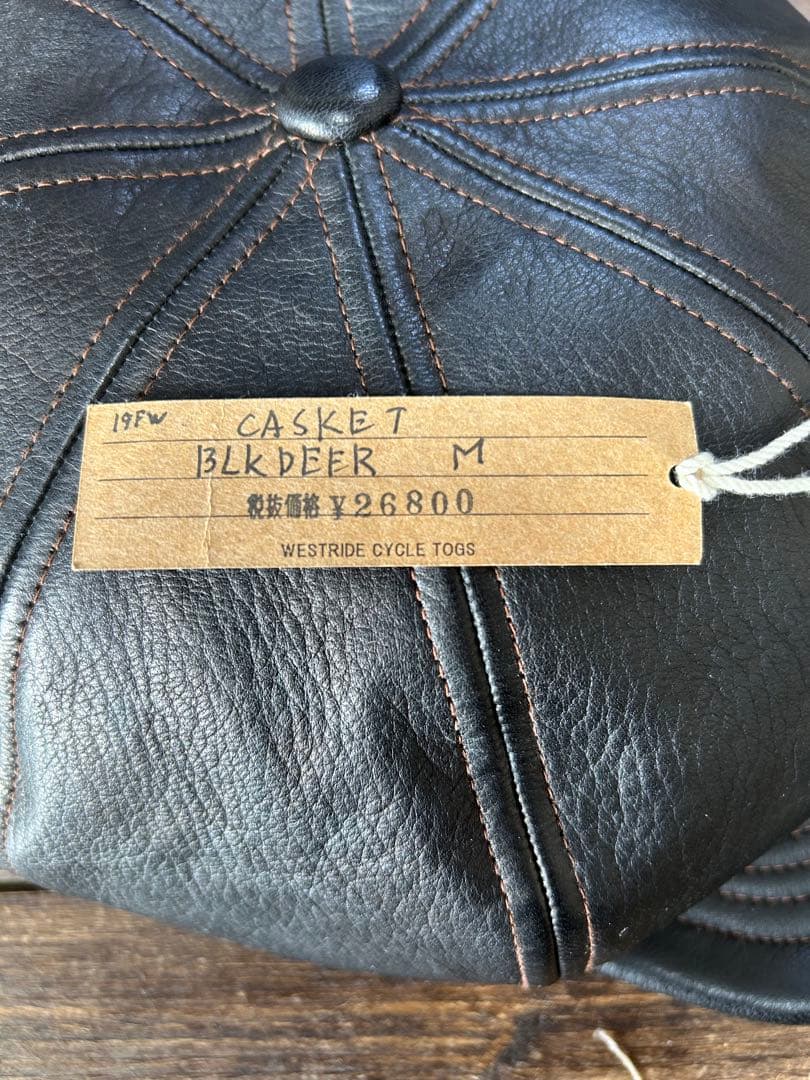 19FW CASKET
BLK DEER M
税抜価格 ¥26800
WESTRIDE CYCLE TOGS